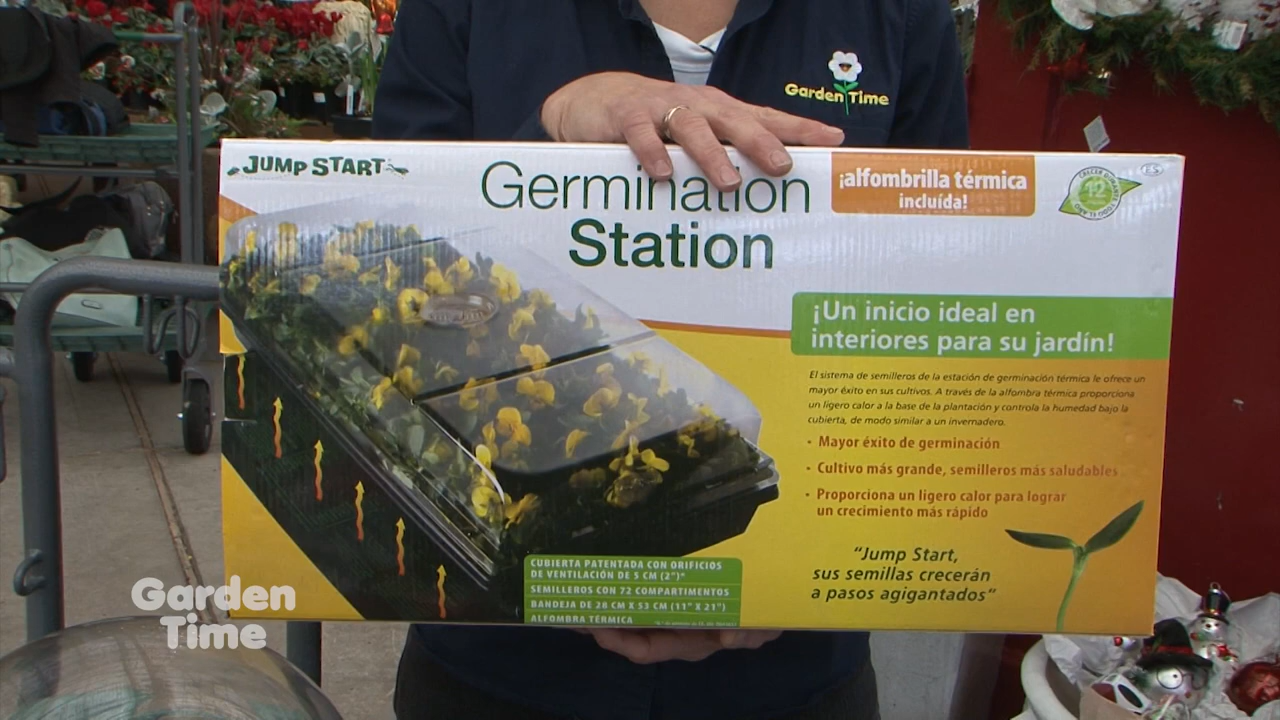 Garden Time
JUMP START
Germination
Station
¡alfombrilla térmica
incluída!
12
ES
¡Un inicio ideal en
interiores para su jardín!
El sistema de semilleros de la estación de germinación térmica le ofrece un
mayor éxito en sus cultivos. A través de la alfombra térmica proporciona
un ligero calor a la base de la plantación y controla la humedad bajo la
cubierta, de modo similar a un invernadero.
· Mayor éxito de germinación
· Cultivo más grande, semilleros más saludables
· Proporciona un ligero calor para lograr
un crecimiento más rápido
"Jump Start,
sus semillas crecerán
a pasos agigantados"
CUBIERTA PATENTADA CON ORIFICIOS
DE VENTILACIÓN DE 5 CM (2")*
SEMILLEROS CON 72 COMPARTIMENTOS
BANDEJA DE 28 CM X 53 CM (11" X 21")
ALFOMBRA TÉRMICA
Garden
Time